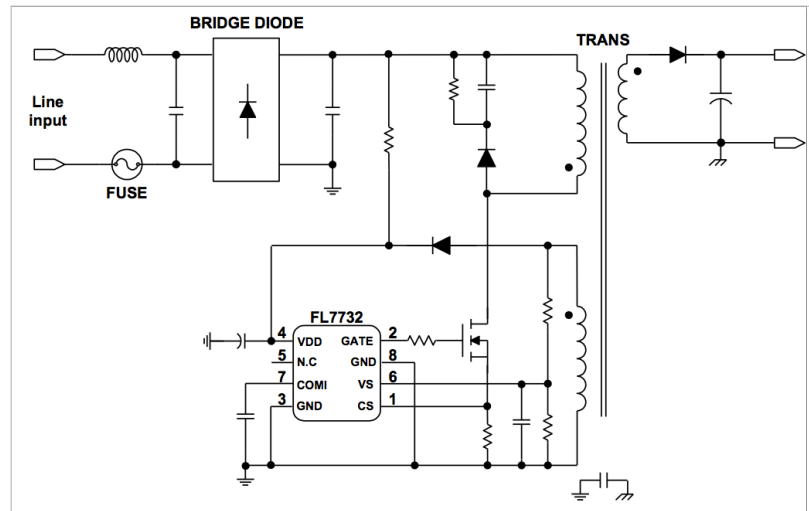 BRIDGE DIODE
TRANS
Line
input
FUSE
FL7732
4 VDD GATE 2
5 N.C GND 8
7 COMI VS 6
3 GND CS 1